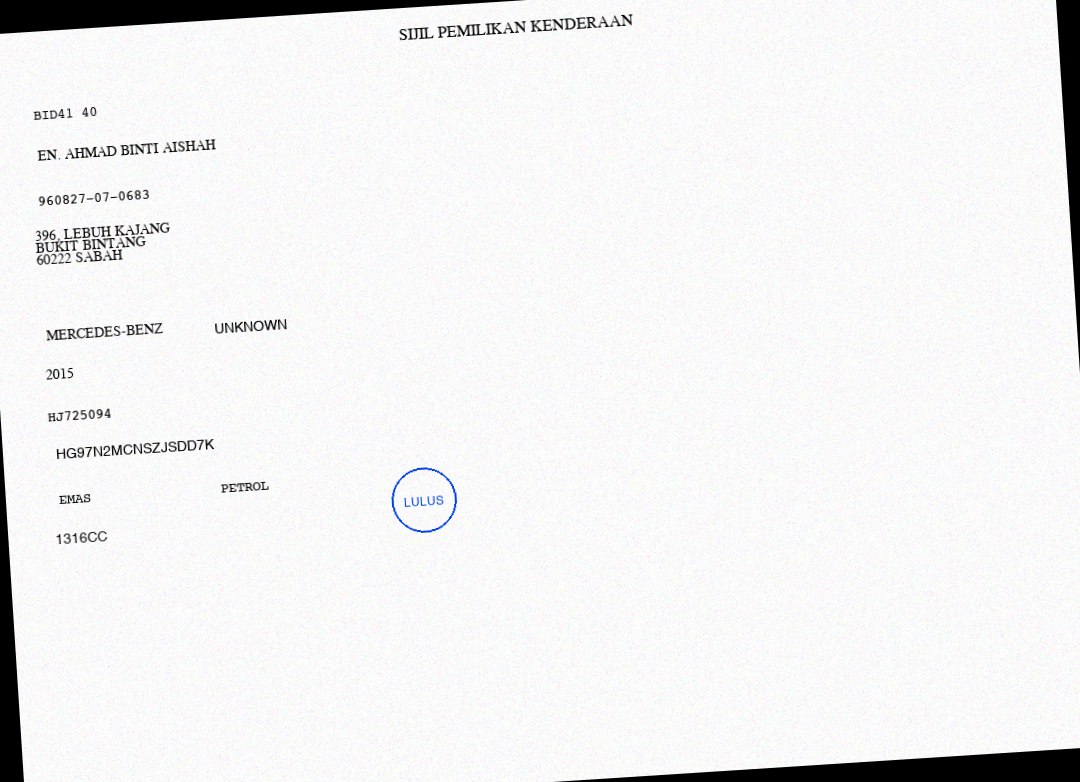 SIJIL PEMILIKAN KENDERAAN
BID41 40
EN. AHMAD BINTI AISHAH
960827-07-0683
396, LEBUH KAJANG
BUKIT BINTANG
60222 SABAH
MERCEDES-BENZ UNKNOWN
2015
HJ725094
HG97N2MCNSZJSDD7K
EMAS PETROL
LULUS
1316CC